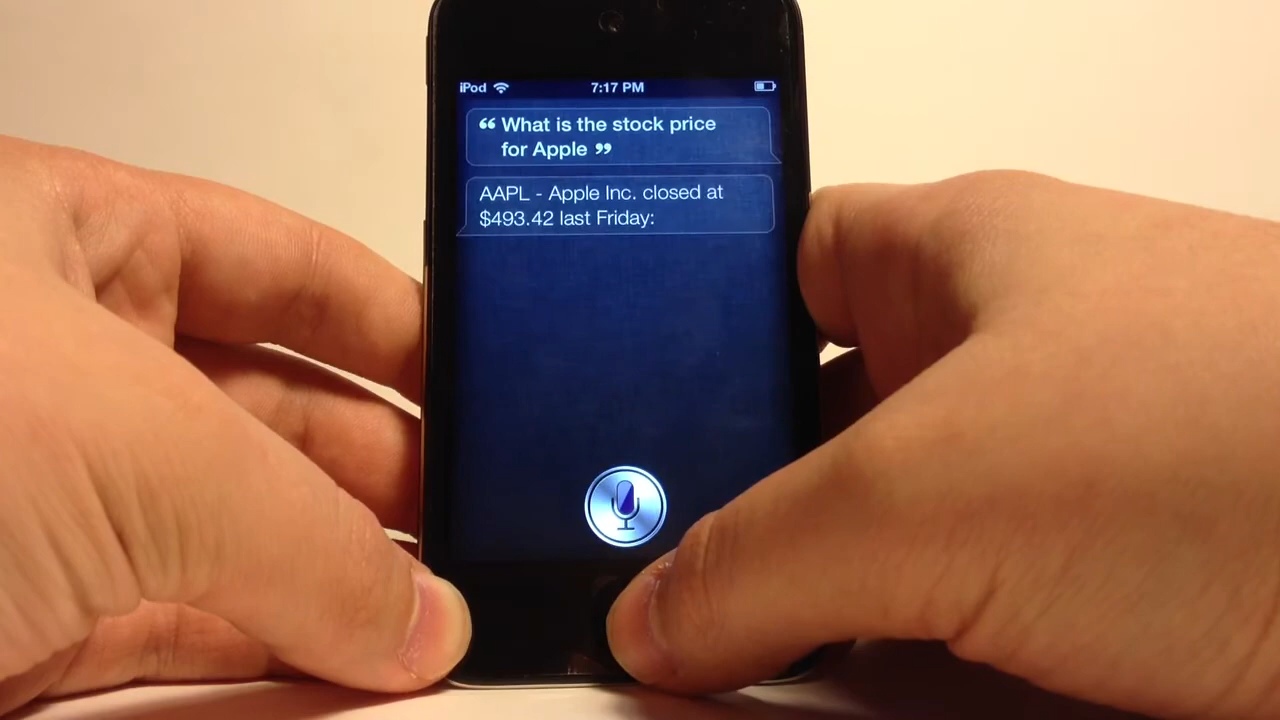 iPod 7:17 PM
“ What is the stock price
for Apple ”
AAPL - Apple Inc. closed at
$493.42 last Friday: